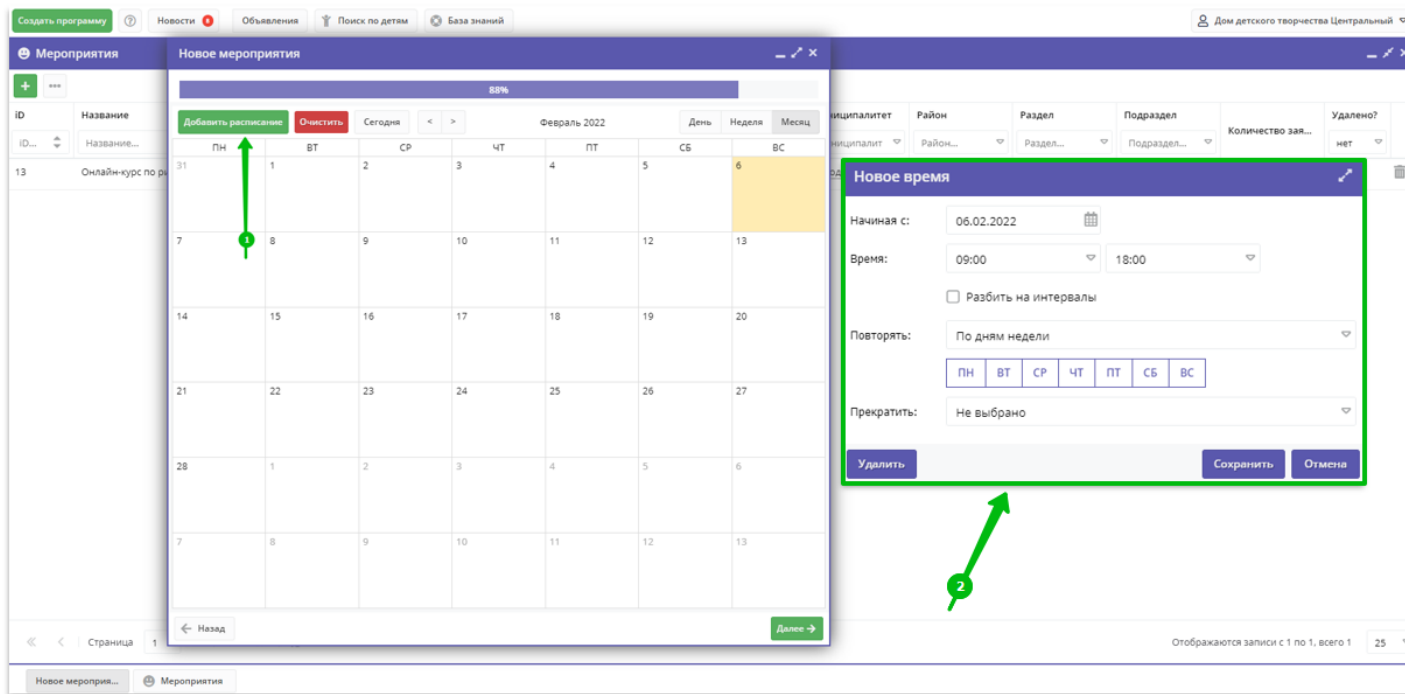 Создать программу ? Новости 0 Объявления Поиск по детям База знаний Дом детского творчества Центральный
Мероприятия
Новое мероприятия
88%
iD Название
Добавить расписание Очистить Сегодня < > Февраль 2022 День Неделя Месяц
Район Раздел Подраздел Количество зая... Удалено?
iD... Название...
Район... Раздел... Подраздел... нет
ПН ВТ СР ЧТ ПТ СБ ВС
13 Онлайн-курс по
31 1 2 3 4 5 6
7 8 9 10 11 12 13
14 15 16 17 18 19 20
21 22 23 24 25 26 27
28 1 2 3 4 5 6
7 8 9 10 11 12 13
1
Назад Далее
Новое время
Начиная с: 06.02.2022
Время: 09:00 18:00
Разбить на интервалы
Повторять: По дням недели
ПН ВТ СР ЧТ ПТ СБ ВС
Прекратить: Не выбрано
Удалить Сохранить Отмена
2
Страница 1 Отображаются записи с 1 по 1, всего 1 25
Новое мероприя... Мероприятия